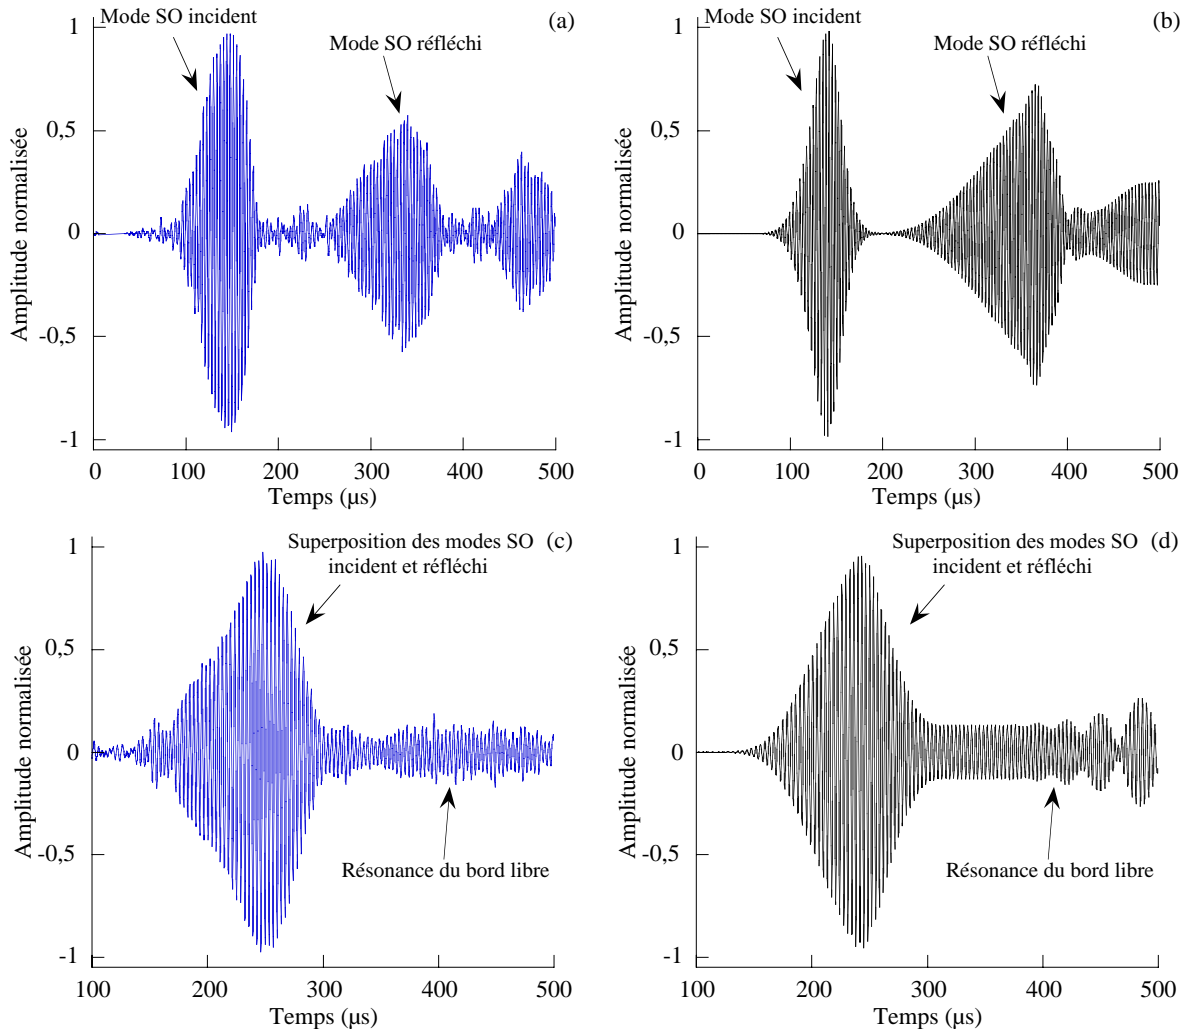 Mode SO incident
(a)
Mode SO réfléchi
Amplitude normalisée
1
0,5
0
-0,5
-1
0
100
200
300
400
500
Temps (µs)
Mode SO incident
(b)
Mode SO réfléchi
Amplitude normalisée
1
0,5
0
-0,5
-1
0
100
200
300
400
500
Temps (µs)
Superposition des modes SO
incident et réfléchi
(c)
Amplitude normalisée
1
0,5
0
-0,5
-1
Résonance du bord libre
100
200
300
400
500
Temps (µs)
Superposition des modes SO
incident et réfléchi
(d)
Amplitude normalisée
1
0,5
0
-0,5
-1
Résonance du bord libre
100
200
300
400
500
Temps (µs)